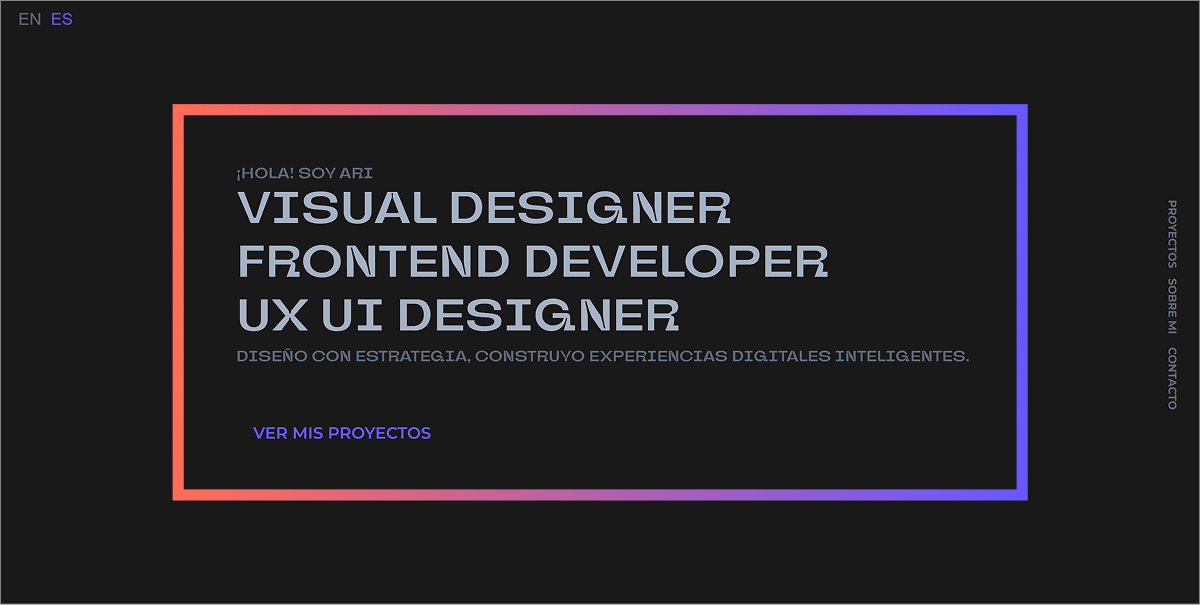 EN ES
¡HOLA! SOY ARI
VISUAL DESIGNER
FRONTEND DEVELOPER
UX UI DESIGNER
DISEÑO CON ESTRATEGIA, CONSTRUYO EXPERIENCIAS DIGITALES INTELIGENTES.
VER MIS PROYECTOS
PROYECTOS SOBRE MI CONTACTO